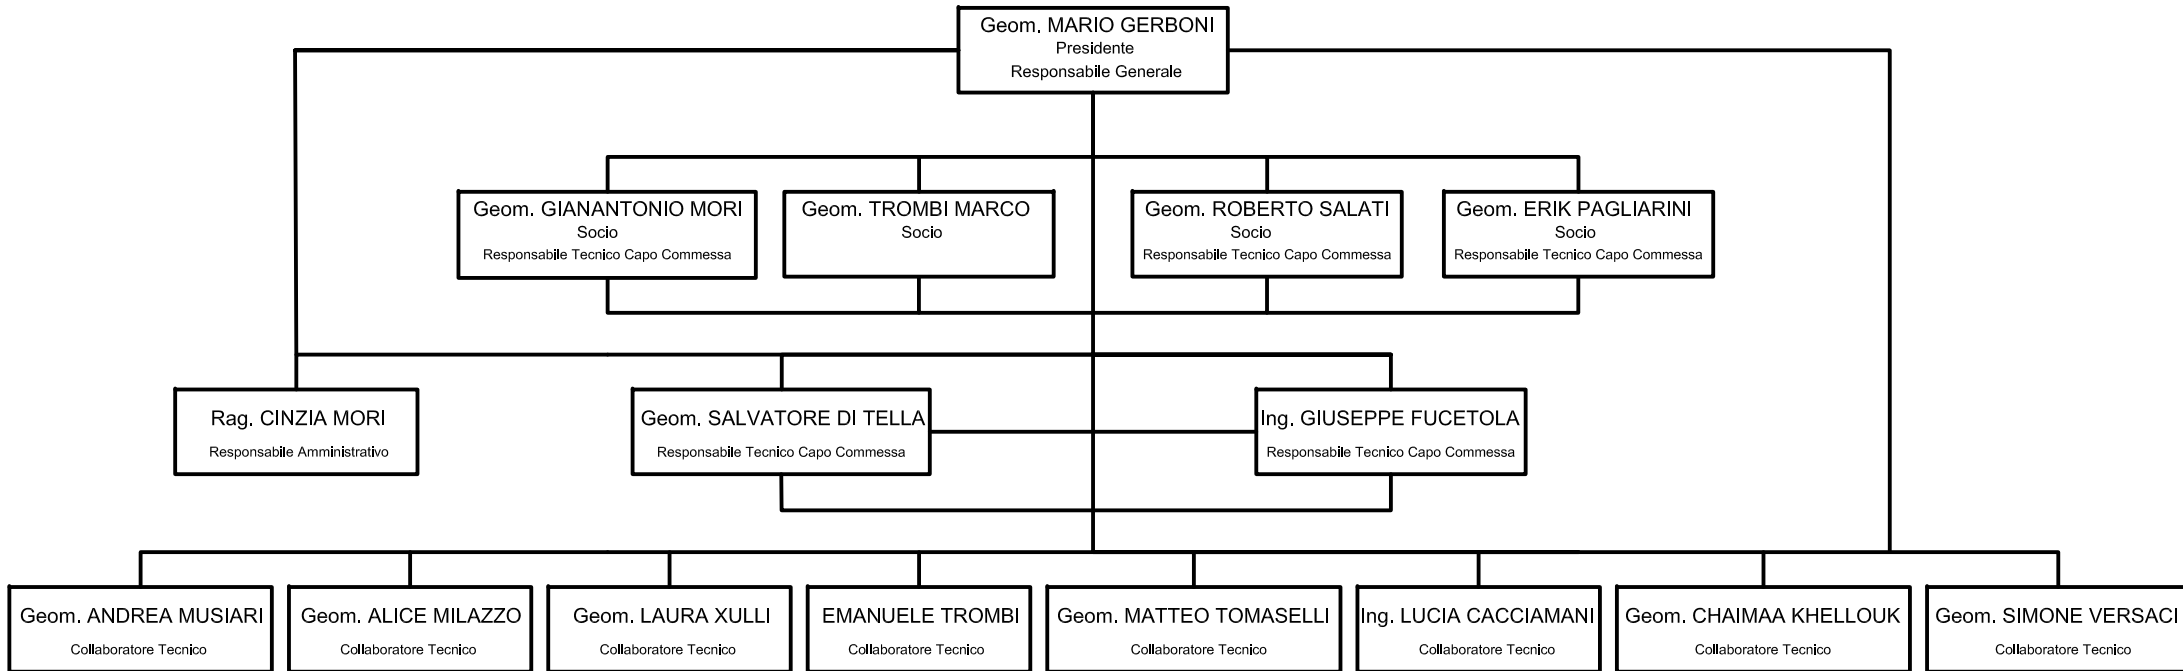 Geom. MARIO GERBONI
Presidente
Responsabile Generale
Geom. GIANANTONIO MORI
Socio
Responsabile Tecnico Capo Commessa
Geom. TROMBI MARCO
Socio
Geom. ROBERTO SALATI
Socio
Responsabile Tecnico Capo Commessa
Geom. ERIK PAGLIARINI
Socio
Responsabile Tecnico Capo Commessa
Rag. CINZIA MORI
Responsabile Amministrativo
Geom. SALVATORE DI TELLA
Responsabile Tecnico Capo Commessa
Ing. GIUSEPPE FUCETOLA
Responsabile Tecnico Capo Commessa
Geom. ANDREA MUSIARI
Collaboratore Tecnico
Geom. ALICE MILAZZO
Collaboratore Tecnico
Geom. LAURA XULLI
Collaboratore Tecnico
EMANUELE TROMBI
Collaboratore Tecnico
Geom. MATTEO TOMASELLI
Collaboratore Tecnico
Ing. LUCIA CACCIAMANI
Collaboratore Tecnico
Geom. CHAIMAA KHELLOUK
Collaboratore Tecnico
Geom. SIMONE VERSACI
Collaboratore Tecnico